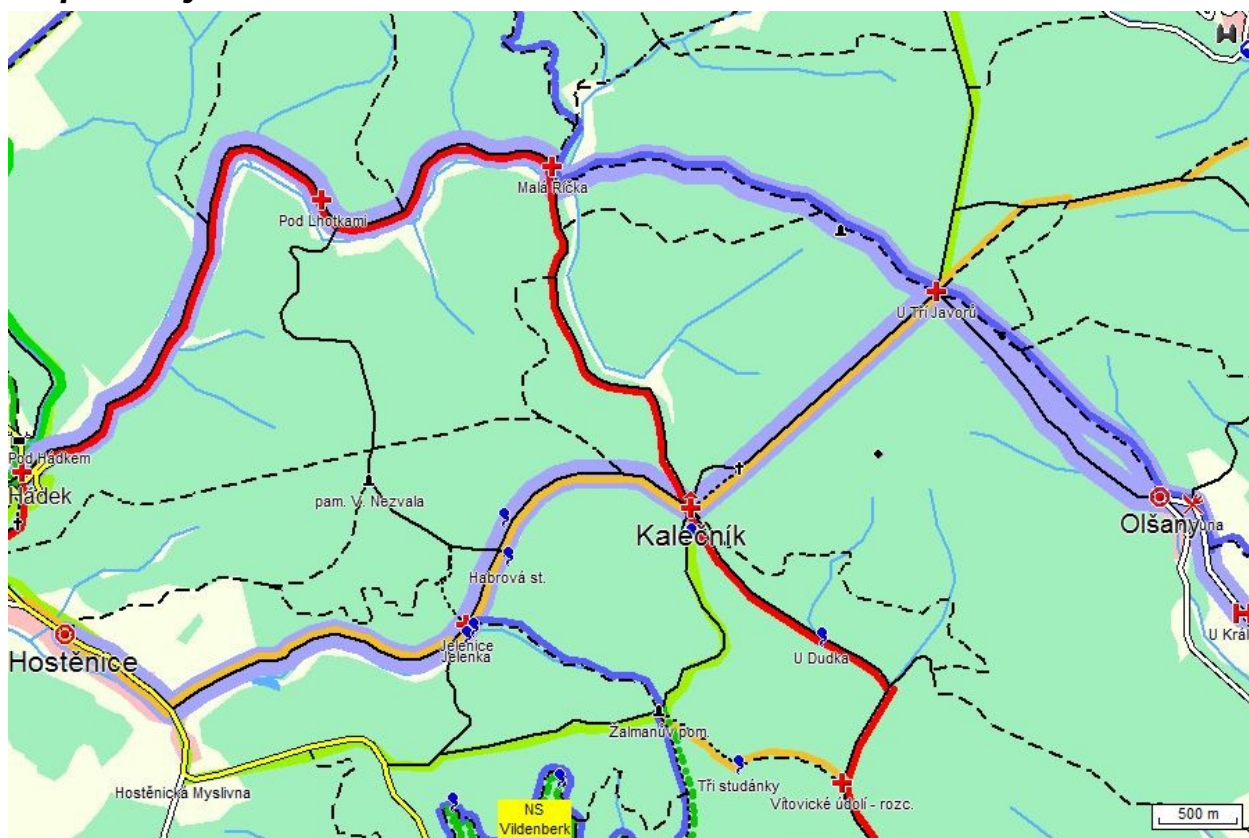 Malá Říčka
Pod Lhotkami
U Tří Javorů
Pod Hádkem
Hádek
pam. V. Nezvala
Kalečník
Olšany
Habrová st.
Hostěnice
Jelenice
Jelenka
U Dudka
Žalmanův pom.
Tři studánky
Hostěnická Myslivna
Vítovické údolí - rozc.
NS
Vildenberk
500 m